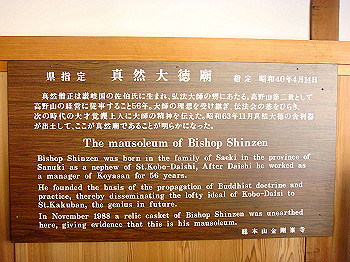 県指定 真然大徳廟 指定 昭和40年4月14日
真然僧正は讃岐国の佐伯氏に生まれ、弘法大師の甥にあたる。高野山第二世として
高野山の経営に従事すること56年。大師の理想を受け継ぎ、伝法会の基をひらき、
次の時代の大才覚鑁上人に大師の精神を伝えた。昭和63年11月真然大徳の舎利器
が出土して、ここが真然廟であることが明らかになった。
The mausoleum of Bishop Shinzen
Bishop Shinzen was born in the family of Saeki in the province of
Sanuki as a nephew of St.Kobo-Daishi, After Daishi he worked as
a manager of Koyasan for 56 years.
He founded the basis of the propagation of Buddhist doctrine and
practice, thereby disseminating the lofty ideal of Kobo-Daisi to
St.Kakuban, the genius in future.
In November 1988 a relic casket of Bishop Shinzen was unearthed
here, giving evidence that this is his mausoleum.
総本山金剛峯寺